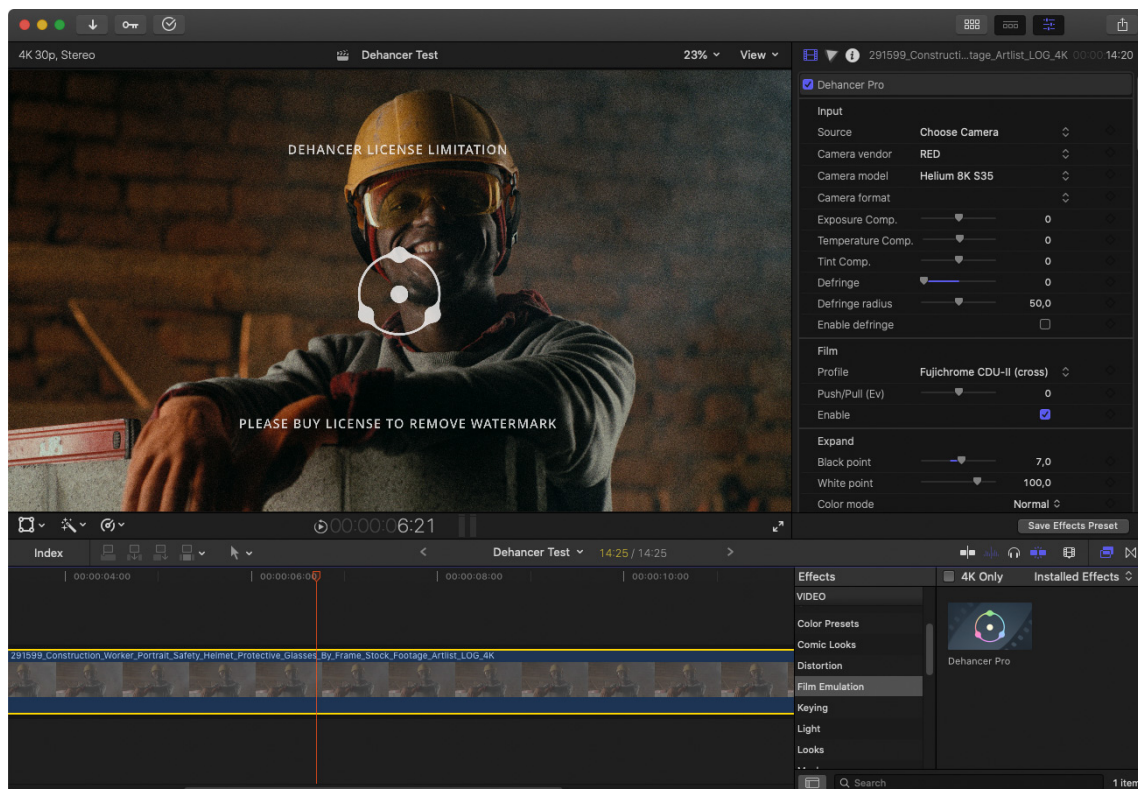 4K 30p, Stereo
Dehancer Test
23%
View
291599_Constructi...tage_Artlist_LOG_4K
00:00:14:20
DEHANCER LICENSE LIMITATION
PLEASE BUY LICENSE TO REMOVE WATERMARK
Dehancer Pro
Input
Source Choose Camera
Camera vendor RED
Camera model Helium 8K S35
Camera format
Exposure Comp. 0
Temperature Comp. 0
Tint Comp. 0
Defringe 0
Defringe radius 50,0
Enable defringe
Film
Profile Fujichrome CDU-II (cross)
Push/Pull (Ev) 0
Enable
Expand
Black point 7,0
White point 100,0
Color mode Normal
00:00:06:21
Save Effects Preset
Index
Dehancer Test
14:25 / 14:25
00:00:04:00
00:00:06:00
00:00:08:00
00:00:10:00
291599_Construction_Worker_Portrait_Safety_Helmet_Protective_Glasses_By_Frame_Stock_Footage_Artlist_LOG_4K
Effects
4K Only
Installed Effects
VIDEO
Color Presets
Comic Looks
Distortion
Film Emulation
Keying
Light
Looks
Dehancer Pro
Search
1 item